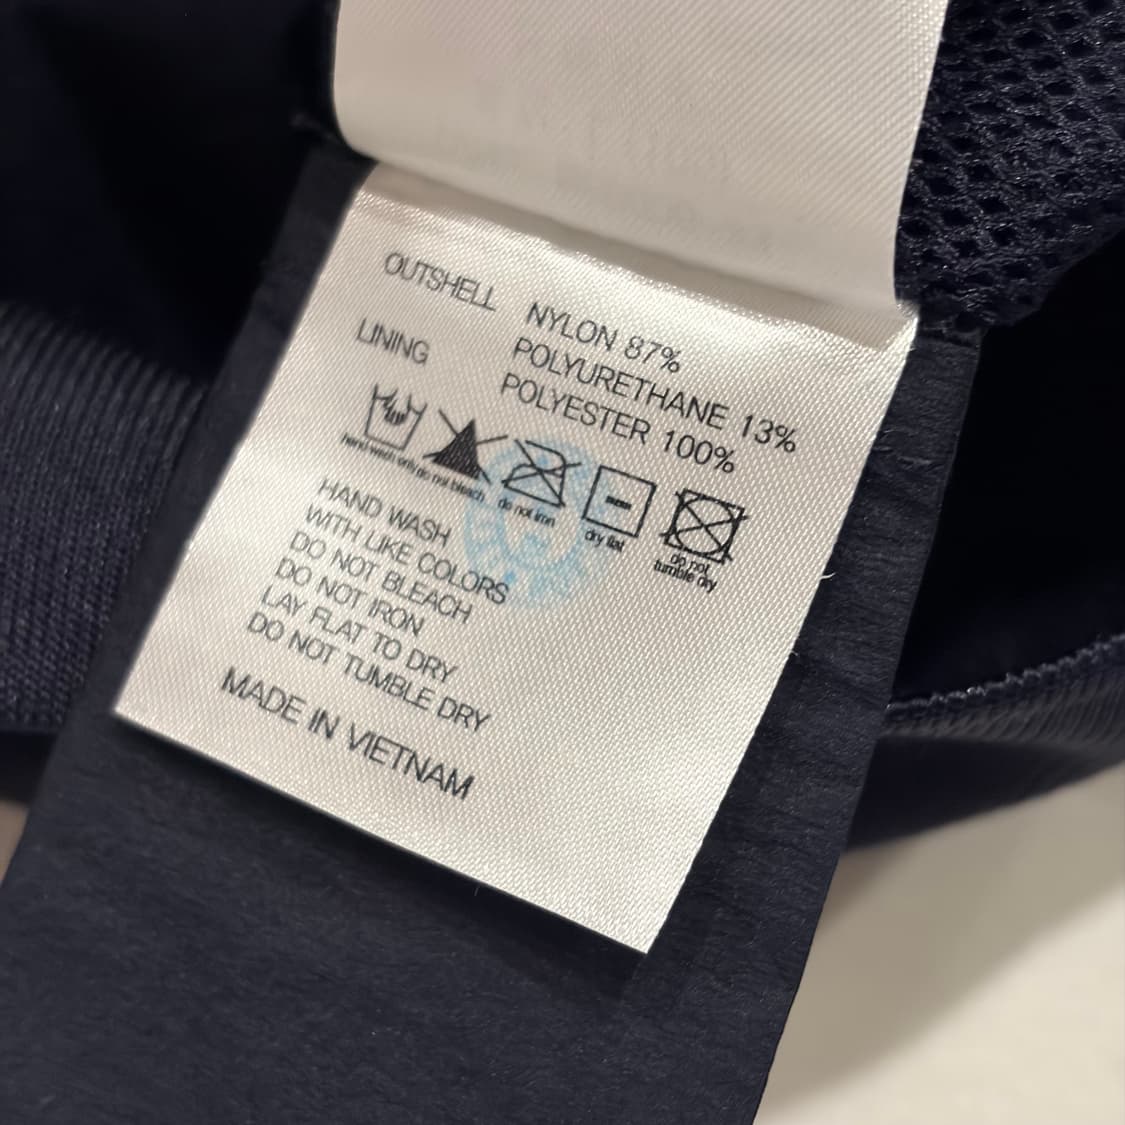 OUTSHELL NYLON 87%
POLYURETHANE 13%
LINING POLYESTER 100%
hand wash only do not bleach do not iron dry flat do not tumble dry
HAND WASH
WITH LIKE COLORS
DO NOT BLEACH
DO NOT IRON
LAY FLAT TO DRY
DO NOT TUMBLE DRY
MADE IN VIETNAM